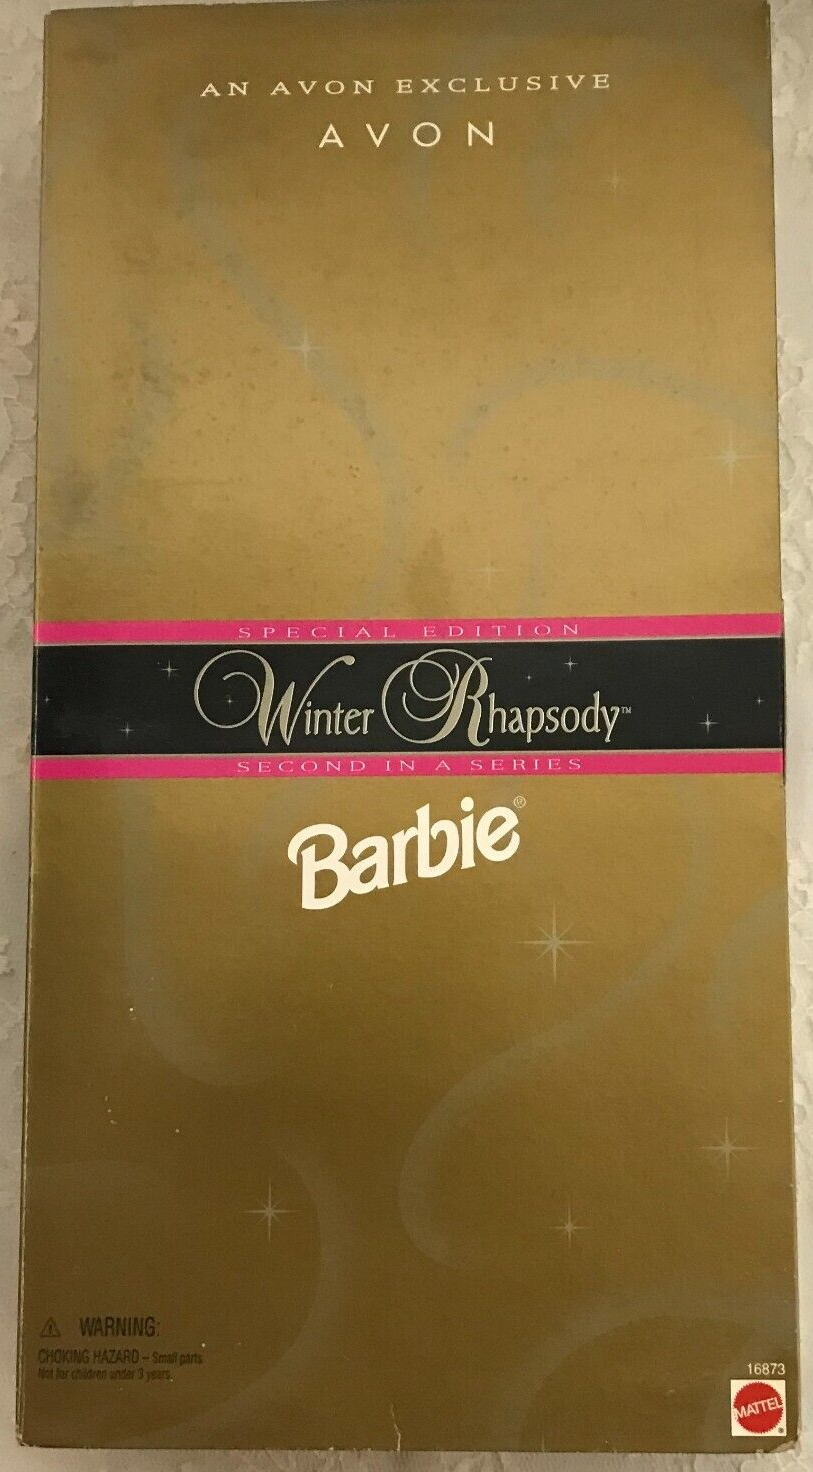 AN AVON EXCLUSIVE
AVON
SPECIAL EDITION
Winter Rhapsody™
SECOND IN A SERIES
Barbie®
⚠ WARNING:
CHOKING HAZARD – Small parts
Not for children under 3 years.
16873
MATTEL®